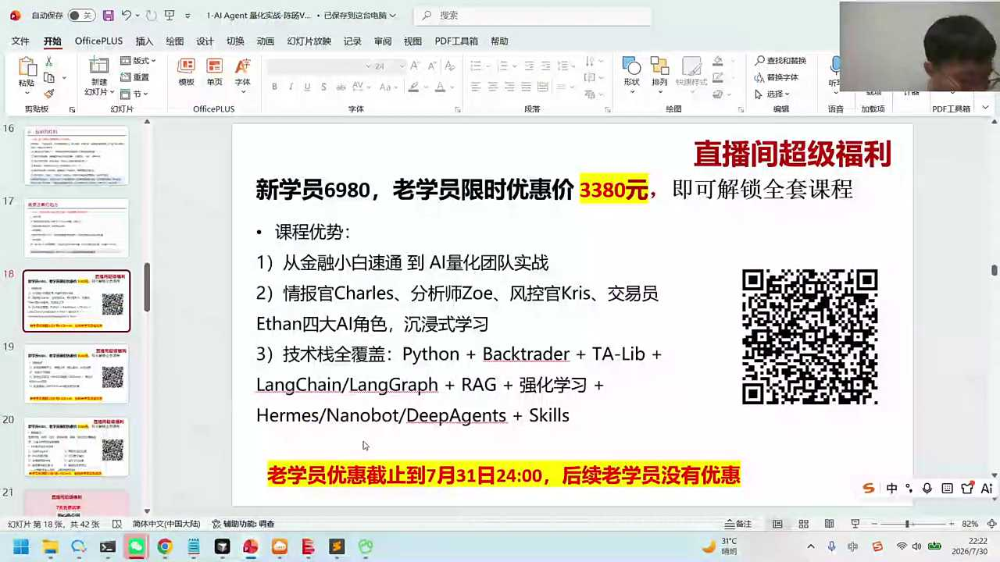 自动保存 关 1-AI Agent 量化实战-陈旸V... • 已保存到这台电脑 搜索
文件 开始 OfficePLUS 插入 绘图 设计 切换 动画 幻灯片放映 记录 审阅 视图 PDF工具箱 帮助
粘贴 新建 幻灯片 版式 重置 节 模板 单页 字体 24 形状 排列 快速样式 查找和替换 替换字体 选择
剪贴板 幻灯片 OfficePLUS 字体 段落 绘图 编辑 语音 加载项 PDF工具箱
16
17
18
19
20
21
直播间超级福利
新学员6980,老学员限时优惠价 3380元,即可解锁全套课程
• 课程优势:
1)从金融小白速通 到 AI量化团队实战
2)情报官Charles、分析师Zoe、风控官Kris、交易员
Ethan四大AI角色,沉浸式学习
3)技术栈全覆盖:Python + Backtrader + TA-Lib +
LangChain/LangGraph + RAG + 强化学习 +
Hermes/Nanobot/DeepAgents + Skills
老学员优惠截止到7月31日24:00,后续老学员没有优惠
中
幻灯片 第 18 张,共 42 张 简体中文(中国大陆) 辅助功能: 调查 备注 82%
31°C
晴朗
22:22
2026/7/30